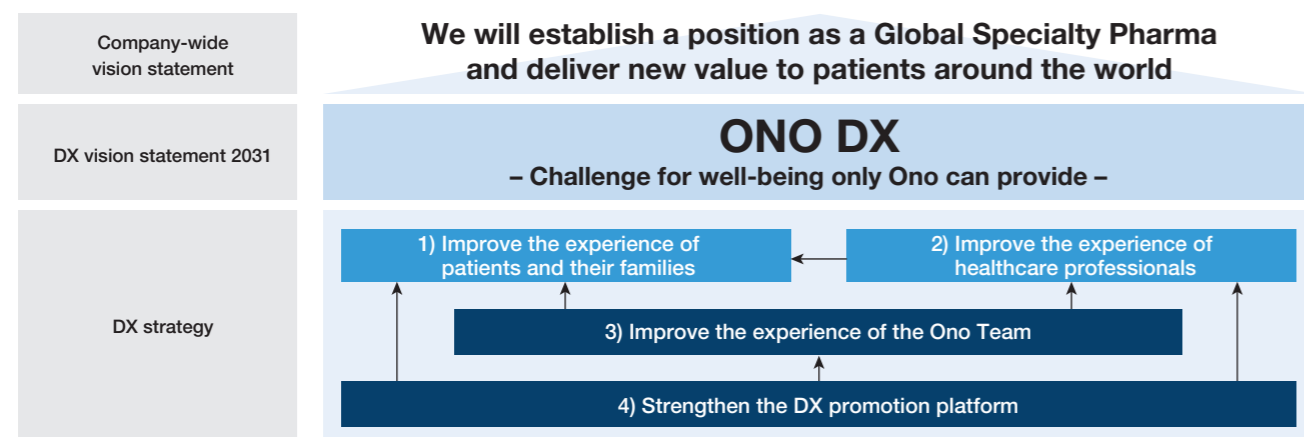 Company-wide
vision statement
We will establish a position as a Global Specialty Pharma
and deliver new value to patients around the world
DX vision statement 2031
ONO DX
– Challenge for well-being only Ono can provide –
DX strategy
1) Improve the experience of
patients and their families
2) Improve the experience of
healthcare professionals
3) Improve the experience of the Ono Team
4) Strengthen the DX promotion platform